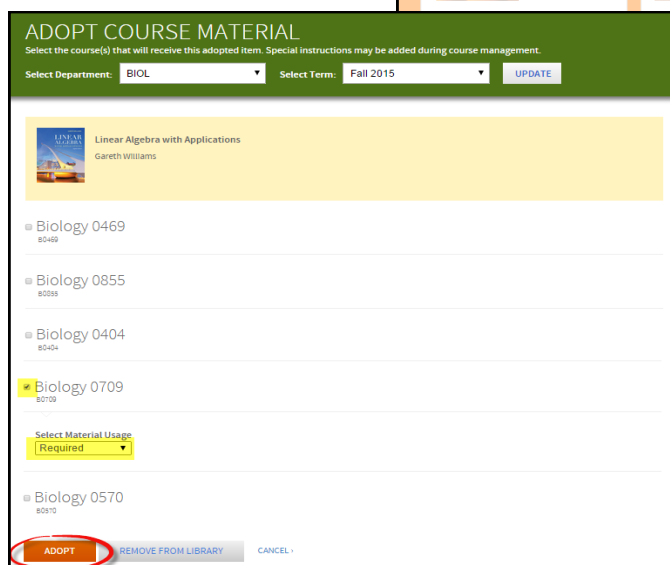 ADOPT COURSE MATERIAL
Select the course(s) that will receive this adopted item. Special instructions may be added during course management.
Select Department: BIOL Select Term: Fall 2015 UPDATE
LINEAR
ALGEBRA
Linear Algebra with Applications
Gareth Williams
Biology 0469
B0469
Biology 0855
B0855
Biology 0404
B0404
Biology 0709
B0709
Select Material Usage
Required
Biology 0570
B0570
ADOPT REMOVE FROM LIBRARY CANCEL ›